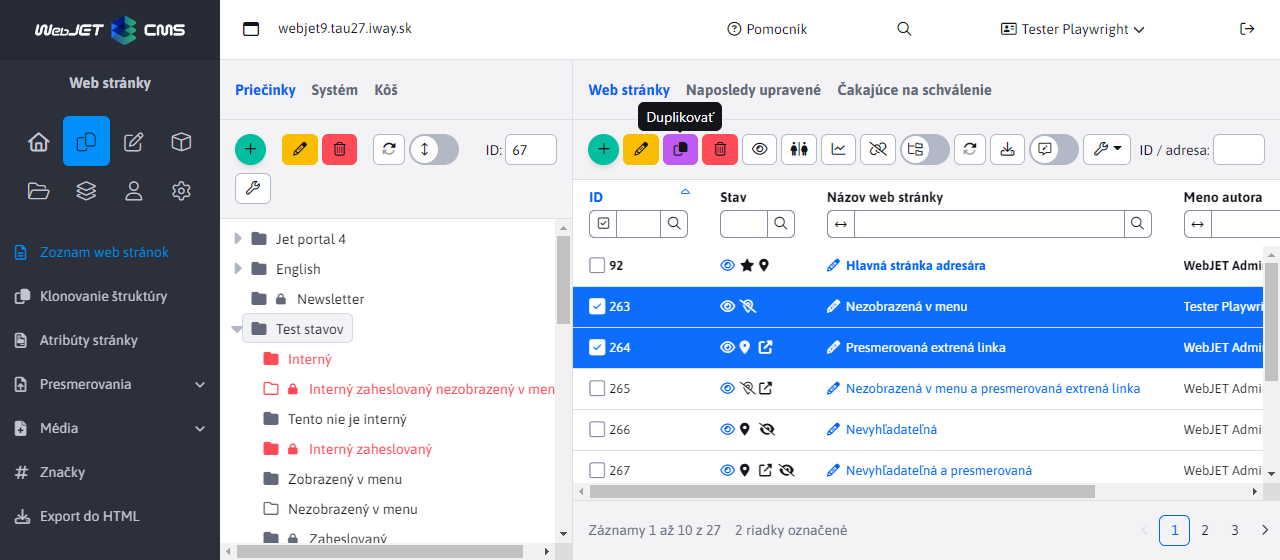 WebJET CMS
webjet9.tau27.iway.sk
Pomocník
Tester Playwright
Web stránky
Zoznam web stránok
Klonovanie štruktúry
Atribúty stránky
Presmerovania
Média
Značky
Export do HTML
Priečinky Systém Kôš
ID: 67
Jet portal 4
English
Newsletter
Test stavov
Interný
Interný zaheslovaný nezobrazený v men
Tento nie je interný
Interný zaheslovaný
Zobrazený v menu
Nezobrazený v menu
Zaheslovaný
Web stránky Naposledy upravené Čakajúce na schválenie
Duplikovať
ID / adresa:
ID Stav Názov web stránky Meno autora
92 Hlavná stránka adresára WebJET Admi
263 Nezobrazená v menu Tester Playwri
264 Presmerovaná extrená linka WebJET Admi
265 Nezobrazená v menu a presmerovaná extrená linka WebJET Admi
266 Nevyhľadateľná WebJET Admi
267 Nevyhľadateľná a presmerovaná WebJET Admi
Záznamy 1 až 10 z 27 2 riadky označené
1 2 3